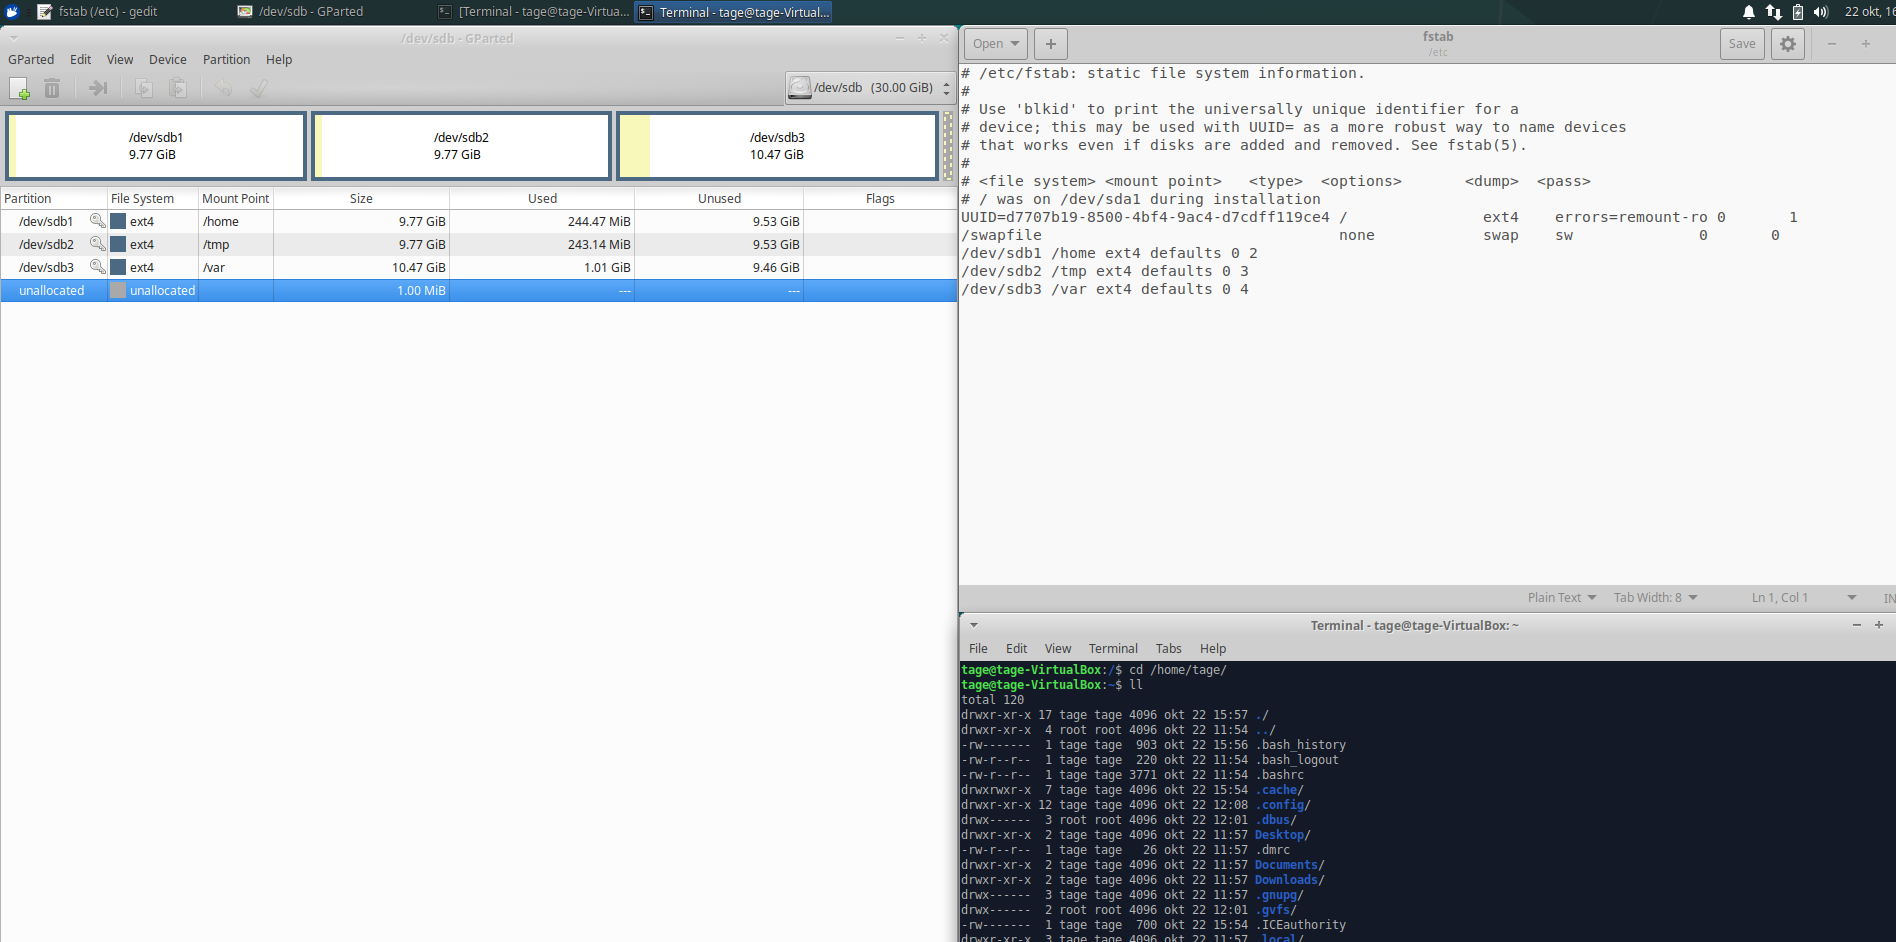 fstab (/etc) - gedit
/dev/sdb - GParted
[Terminal - tage@tage-Virtua...
Terminal - tage@tage-Virtual...
22 okt, 16
/dev/sdb - GParted
GParted Edit View Device Partition Help
/dev/sdb (30.00 GiB)
/dev/sdb1
9.77 GiB
/dev/sdb2
9.77 GiB
/dev/sdb3
10.47 GiB
Partition File System Mount Point Size Used Unused Flags
/dev/sdb1 ext4 /home 9.77 GiB 244.47 MiB 9.53 GiB
/dev/sdb2 ext4 /tmp 9.77 GiB 243.14 MiB 9.53 GiB
/dev/sdb3 ext4 /var 10.47 GiB 1.01 GiB 9.46 GiB
unallocated unallocated 1.00 MiB --- ---
Open fstab Save
/etc
# /etc/fstab: static file system information.
#
# Use 'blkid' to print the universally unique identifier for a
# device; this may be used with UUID= as a more robust way to name devices
# that works even if disks are added and removed. See fstab(5).
#
# <file system> <mount point>   <type>  <options>       <dump>  <pass>
# / was on /dev/sda1 during installation
UUID=d7707b19-8500-4bf4-9ac4-d7cdff119ce4 /               ext4    errors=remount-ro 0       1
/swapfile                                 none            swap    sw              0       0
/dev/sdb1 /home ext4 defaults 0 2
/dev/sdb2 /tmp ext4 defaults 0 3
/dev/sdb3 /var ext4 defaults 0 4
Plain Text Tab Width: 8 Ln 1, Col 1 IN
Terminal - tage@tage-VirtualBox: ~
File Edit View Terminal Tabs Help
tage@tage-VirtualBox:/$ cd /home/tage/
tage@tage-VirtualBox:~$ ll
total 120
drwxr-xr-x 17 tage tage 4096 okt 22 15:57 ./
drwxr-xr-x  4 root root 4096 okt 22 11:54 ../
-rw-------  1 tage tage  903 okt 22 15:56 .bash_history
-rw-r--r--  1 tage tage  220 okt 22 11:54 .bash_logout
-rw-r--r--  1 tage tage 3771 okt 22 11:54 .bashrc
drwxrwxr-x  7 tage tage 4096 okt 22 15:54 .cache/
drwxr-xr-x 12 tage tage 4096 okt 22 12:08 .config/
drwx------  3 root root 4096 okt 22 12:01 .dbus/
drwxr-xr-x  2 tage tage 4096 okt 22 11:57 Desktop/
-rw-r--r--  1 tage tage   26 okt 22 11:57 .dmrc
drwxr-xr-x  2 tage tage 4096 okt 22 11:57 Documents/
drwxr-xr-x  2 tage tage 4096 okt 22 11:57 Downloads/
drwx------  3 tage tage 4096 okt 22 11:57 .gnupg/
drwx------  2 root root 4096 okt 22 12:01 .gvfs/
-rw-------  1 tage tage  700 okt 22 15:54 .ICEauthority
drwxr-xr-x  3 tage tage 4096 okt 22 11:57 .local/